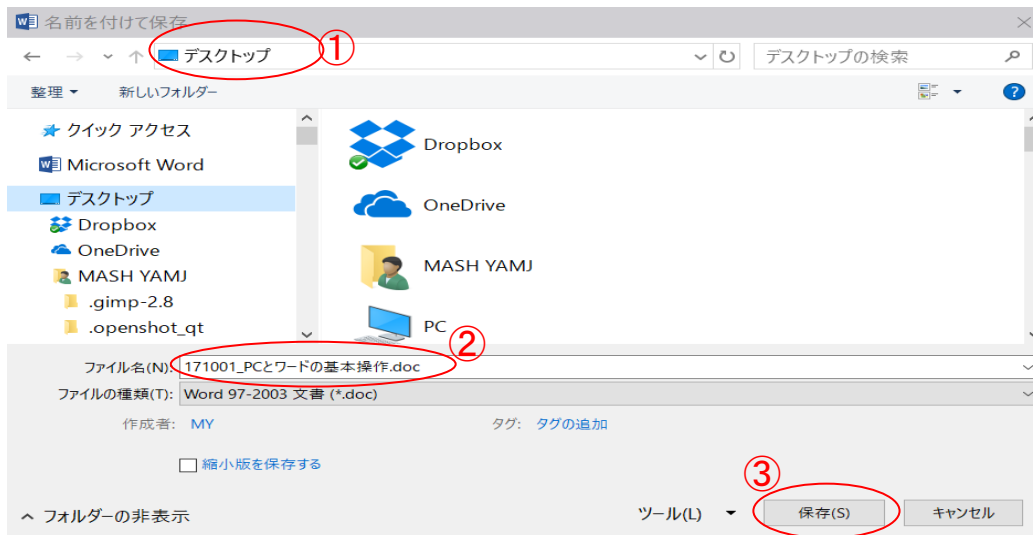 名前を付けて保存
①
デスクトップ
デスクトップの検索
整理
新しいフォルダー
クイック アクセス
Microsoft Word
デスクトップ
Dropbox
OneDrive
MASH YAMJ
.gimp-2.8
.openshot_qt
Dropbox
OneDrive
MASH YAMJ
PC
②
ファイル名(N): 171001_PCとワードの基本操作.doc
ファイルの種類(T): Word 97-2003 文書 (*.doc)
作成者: MY タグ: タグの追加
縮小版を保存する
③
フォルダーの非表示 ツール(L) 保存(S) キャンセル